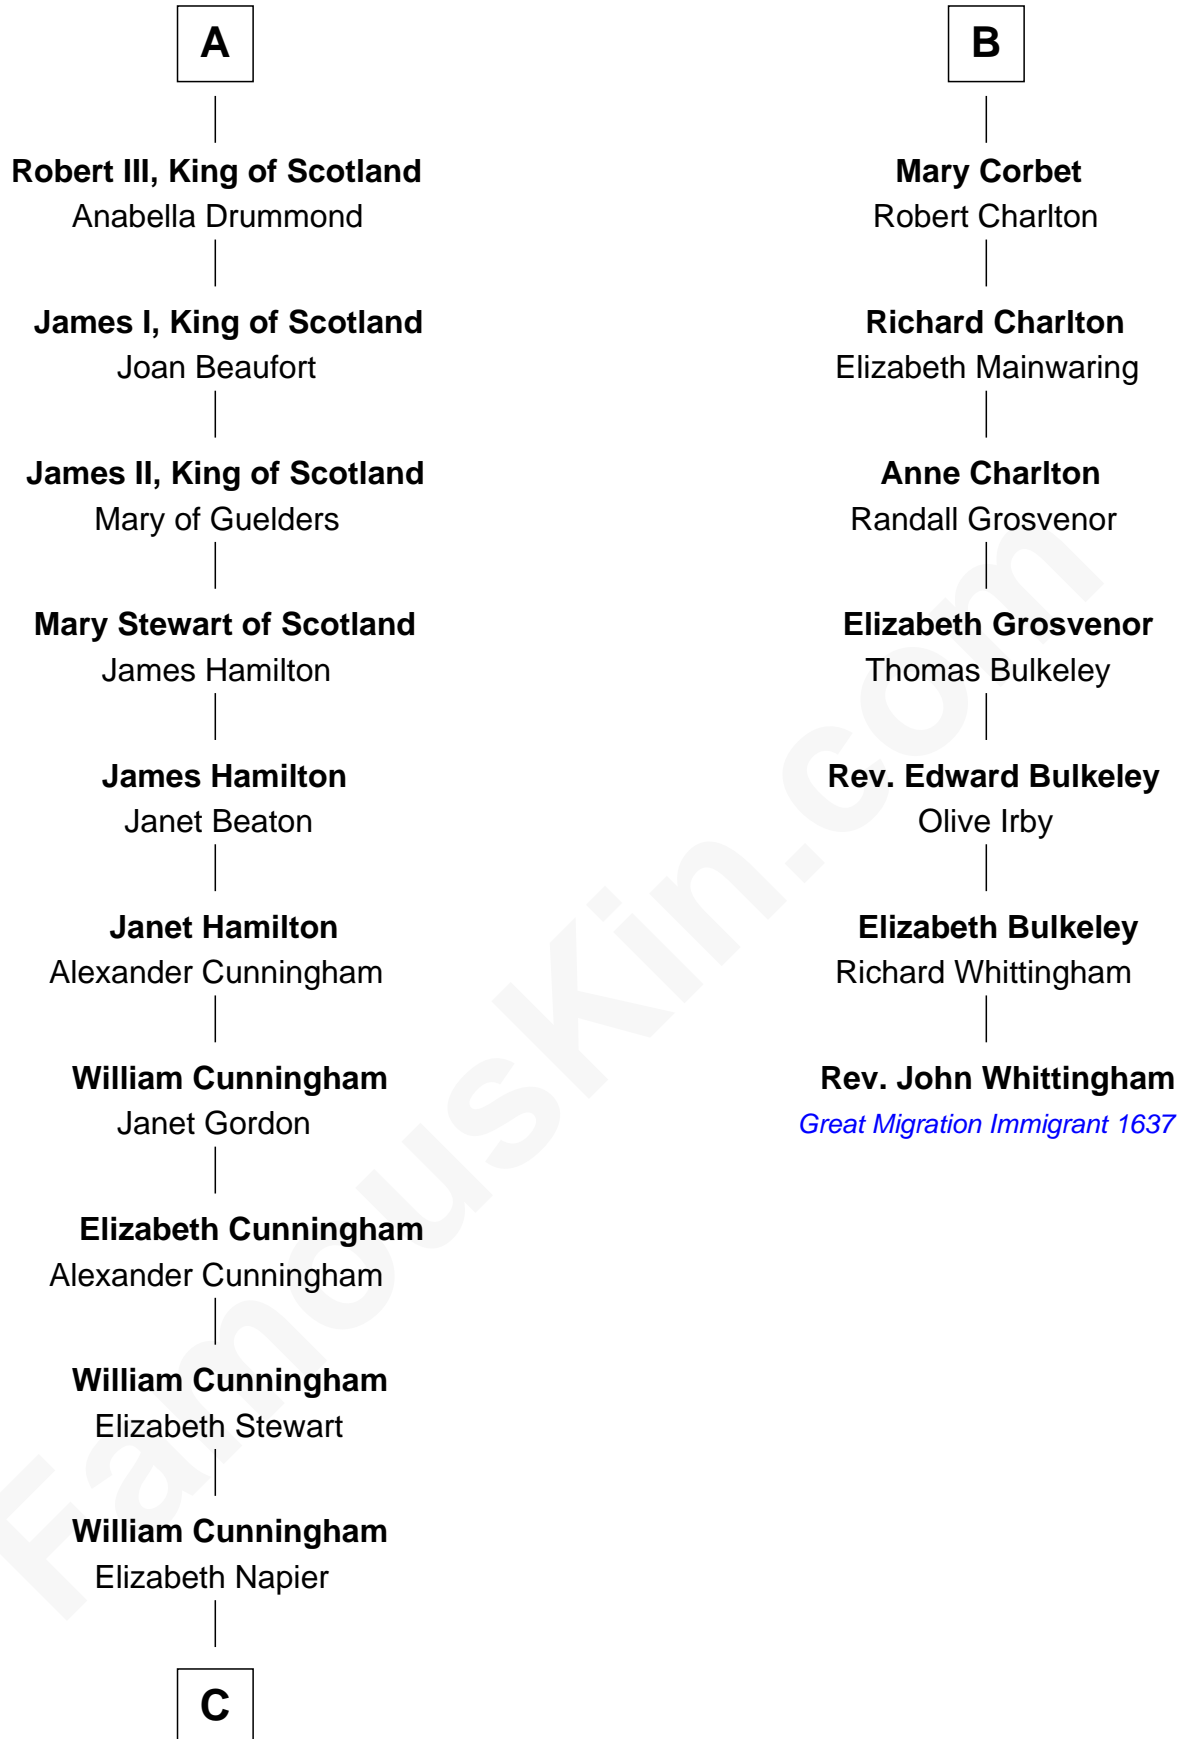 A
Robert III, King of Scotland
Anabella Drummond
James I, King of Scotland
Joan Beaufort
James II, King of Scotland
Mary of Guelders
Mary Stewart of Scotland
James Hamilton
James Hamilton
Janet Beaton
Janet Hamilton
Alexander Cunningham
William Cunningham
Janet Gordon
Elizabeth Cunningham
Alexander Cunningham
William Cunningham
Elizabeth Stewart
William Cunningham
Elizabeth Napier
C
B
Mary Corbet
Robert Charlton
Richard Charlton
Elizabeth Mainwaring
Anne Charlton
Randall Grosvenor
Elizabeth Grosvenor
Thomas Bulkeley
Rev. Edward Bulkeley
Olive Irby
Elizabeth Bulkeley
Richard Whittingham
Rev. John Whittingham
Great Migration Immigrant 1637
FamousKin.com